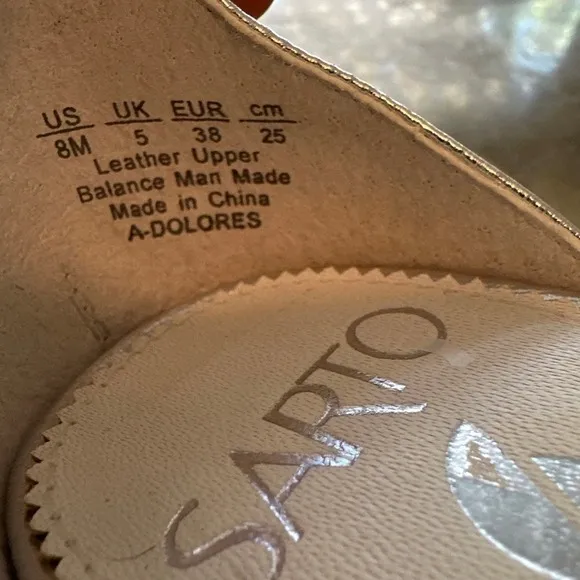 US UK EUR cm
8M 5 38 25
Leather Upper
Balance Man Made
Made in China
A-DOLORES
SARTO